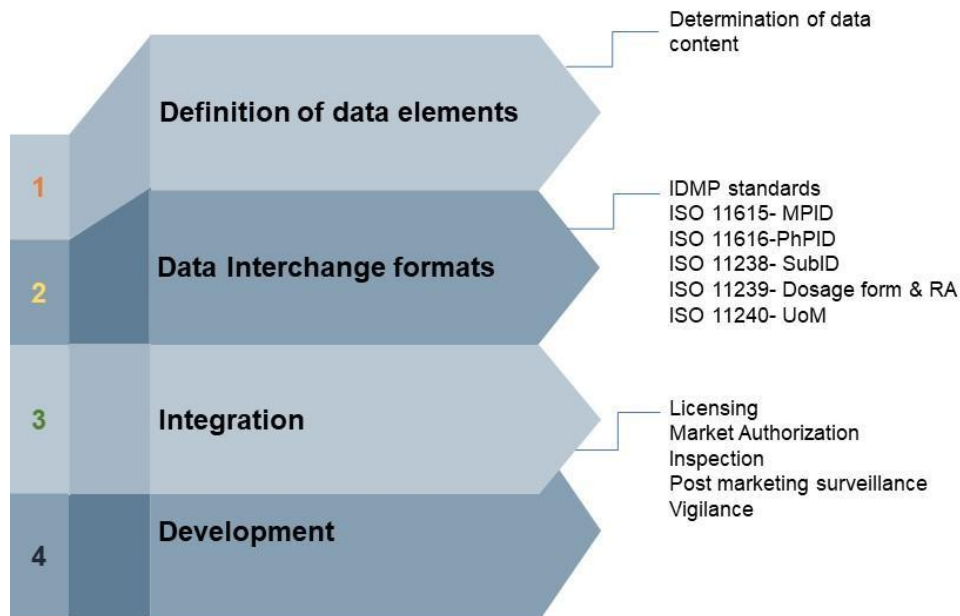 Determination of data
content
1
Definition of data elements
2
Data Interchange formats
IDMP standards
ISO 11615- MPID
ISO 11616-PhPID
ISO 11238- SubID
ISO 11239- Dosage form & RA
ISO 11240- UoM
3
Integration
Licensing
Market Authorization
Inspection
Post marketing surveillance
Vigilance
4
Development